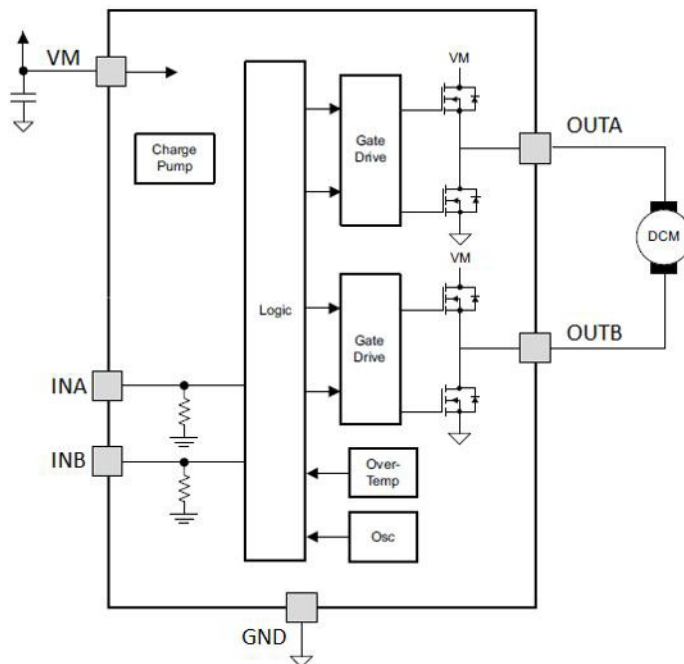 VM
Charge
Pump
Logic
Gate
Drive
VM
OUTA
DCM
Gate
Drive
VM
OUTB
INA
INB
Over-
Temp
Osc
GND